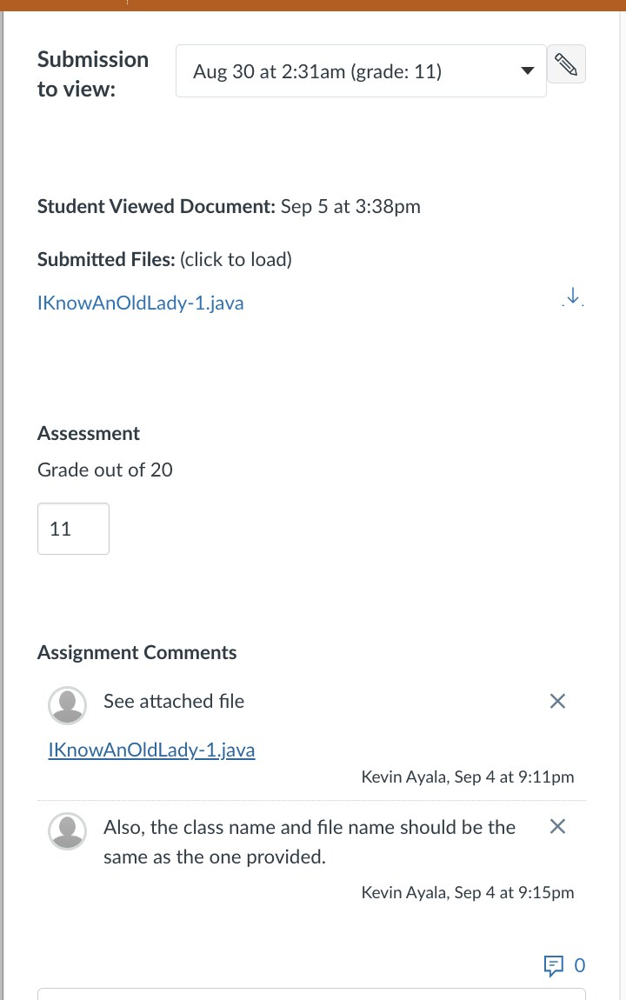 Submission
to view:
Aug 30 at 2:31am (grade: 11)
Student Viewed Document: Sep 5 at 3:38pm
Submitted Files: (click to load)
IKnowAnOldLady-1.java
Assessment
Grade out of 20
11
Assignment Comments
See attached file
IKnowAnOldLady-1.java
Kevin Ayala, Sep 4 at 9:11pm
Also, the class name and file name should be the
same as the one provided.
Kevin Ayala, Sep 4 at 9:15pm
0